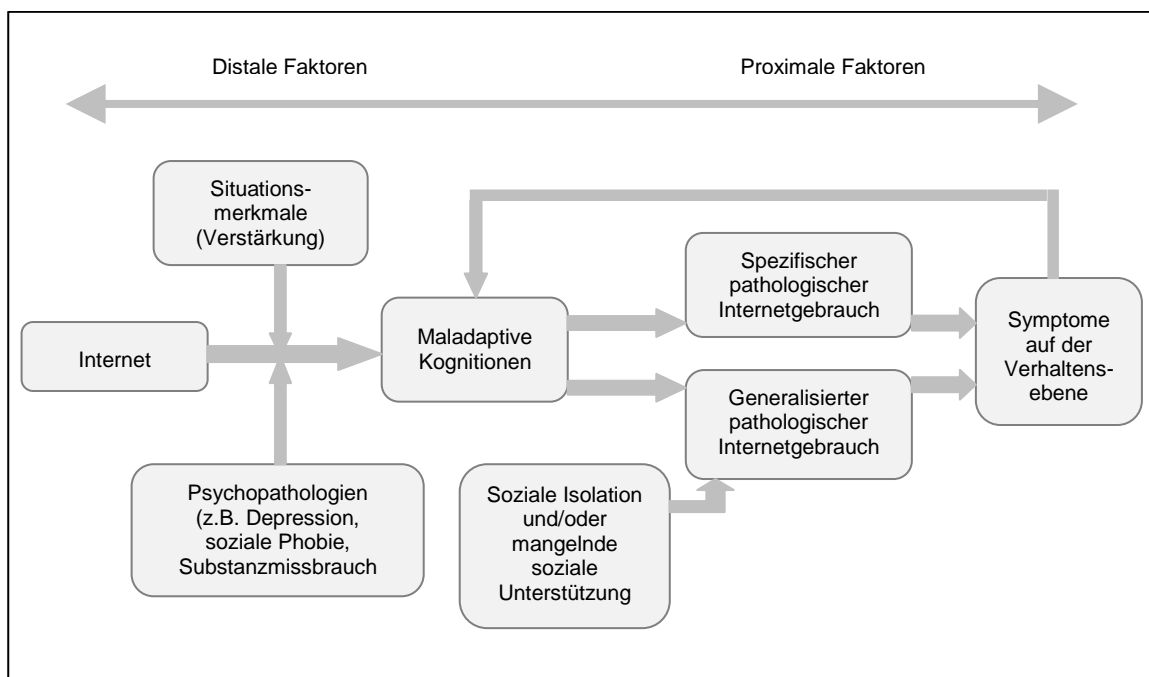 Distale Faktoren
Proximale Faktoren
Situations-
merkmale
(Verstärkung)
Internet
Psychopathologien
(z.B. Depression,
soziale Phobie,
Substanzmissbrauch
Maladaptive
Kognitionen
Spezifischer
pathologischer
Internetgebrauch
Generalisierter
pathologischer
Internetgebrauch
Soziale Isolation
und/oder
mangelnde
soziale
Unterstützung
Symptome
auf der
Verhaltens-
ebene